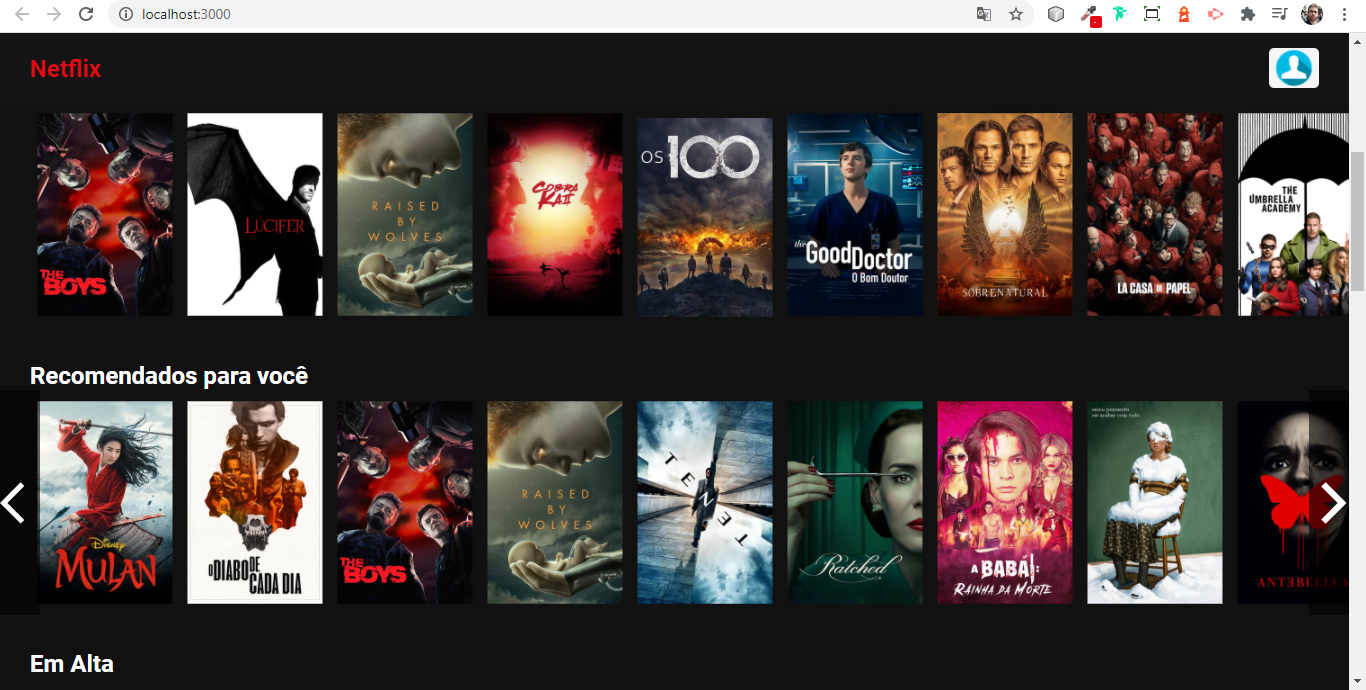 localhost:3000
Netflix
THE
BOYS
LUCIFER
RAISED
BY
WOLVES
COBRA
KAI
OS 100
the
Good Doctor
O Bom Doutor
SOBRENATURAL
LA CASA DE PAPEL
THE
UMBRELLA
ACADEMY
Recomendados para você
DISNEY
MULAN
O DIABO DE
CADA DIA
THE
BOYS
RAISED
BY
WOLVES
TENET
Ratched
A BABÁ:
RAINHA DA MORTE
ANTEBELLUM
Em Alta